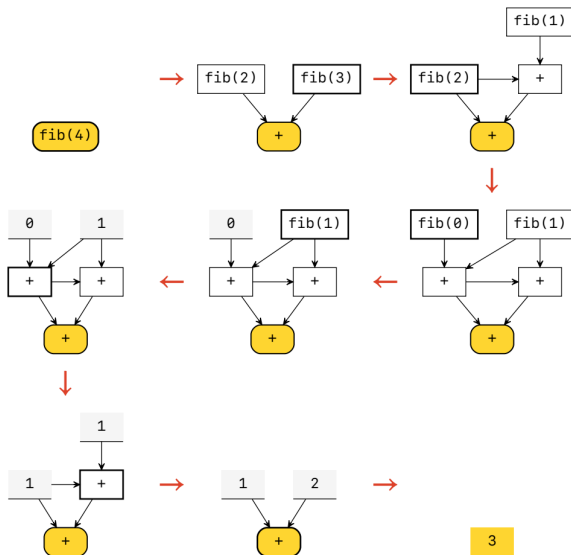 fib(1)
fib(2) fib(3) fib(2) +
fib(4) + +
0 1 0 fib(1) fib(0) fib(1)
+ + + + + +
+ + +
1
1 + 1 2
+ + 3